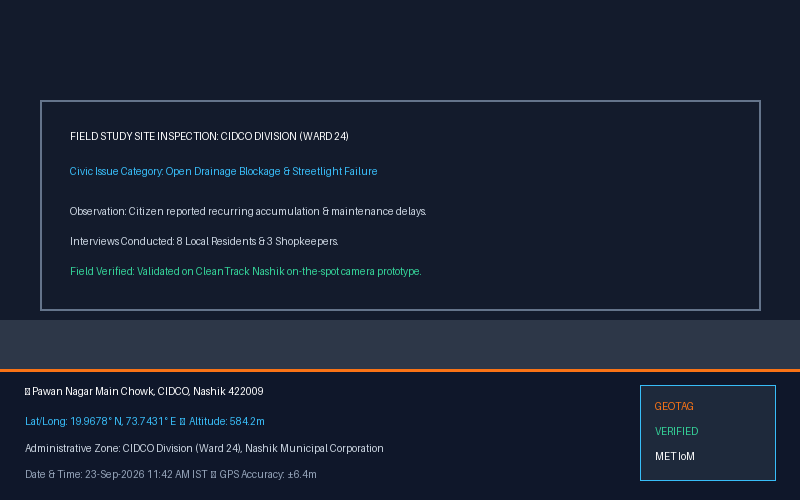 FIELD STUDY SITE INSPECTION: CIDCO DIVISION (WARD 24)
Civic Issue Category: Open Drainage Blockage & Streetlight Failure
Observation: Citizen reported recurring accumulation & maintenance delays.
Interviews Conducted: 8 Local Residents & 3 Shopkeepers.
Field Verified: Validated on CleanTrack Nashik on-the-spot camera prototype.
Pawan Nagar Main Chowk, CIDCO, Nashik 422009
Lat/Long: 19.9678° N, 73.7431° E Altitude: 584.2m
Administrative Zone: CIDCO Division (Ward 24), Nashik Municipal Corporation
Date & Time: 23-Sep-2026 11:42 AM IST GPS Accuracy: ±6.4m
GEOTAG
VERIFIED
MET IoM